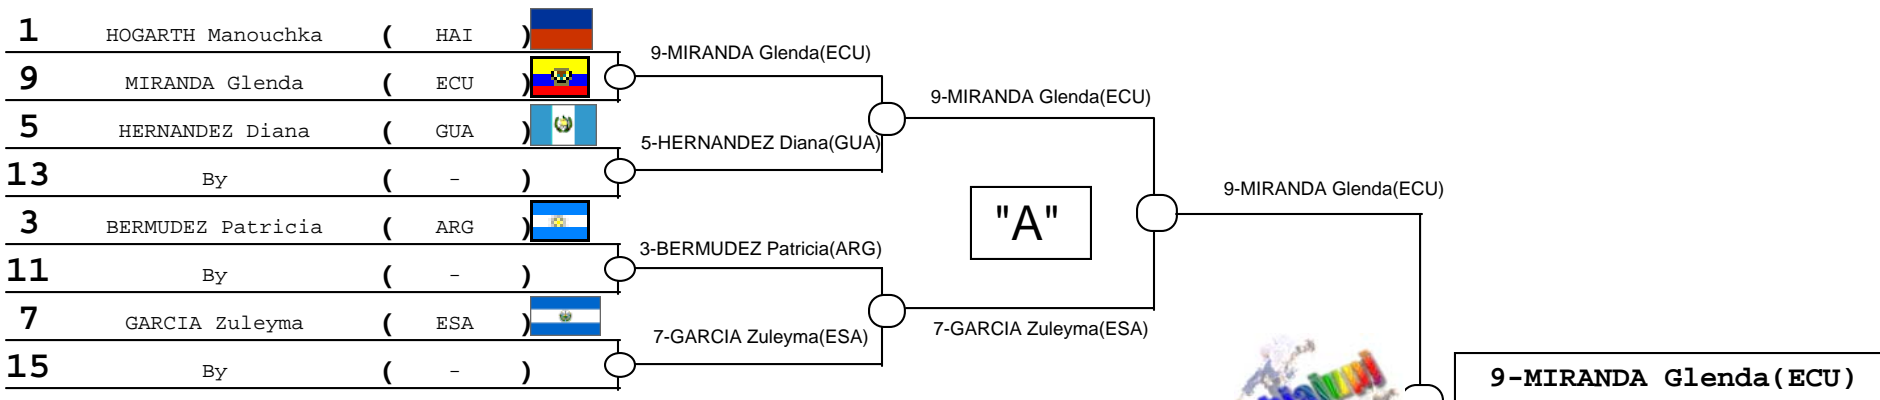 1 HOGARTH Manouchka ( HAI )
9-MIRANDA Glenda(ECU)
9 MIRANDA Glenda ( ECU )
9-MIRANDA Glenda(ECU)
5 HERNANDEZ Diana ( GUA )
5-HERNANDEZ Diana(GUA)
13 By ( - )
9-MIRANDA Glenda(ECU)
3 BERMUDEZ Patricia ( ARG )
"A"
3-BERMUDEZ Patricia(ARG)
11 By ( - )
7 GARCIA Zuleyma ( ESA )
7-GARCIA Zuleyma(ESA)
7-GARCIA Zuleyma(ESA)
15 By ( - )
9-MIRANDA Glenda(ECU)